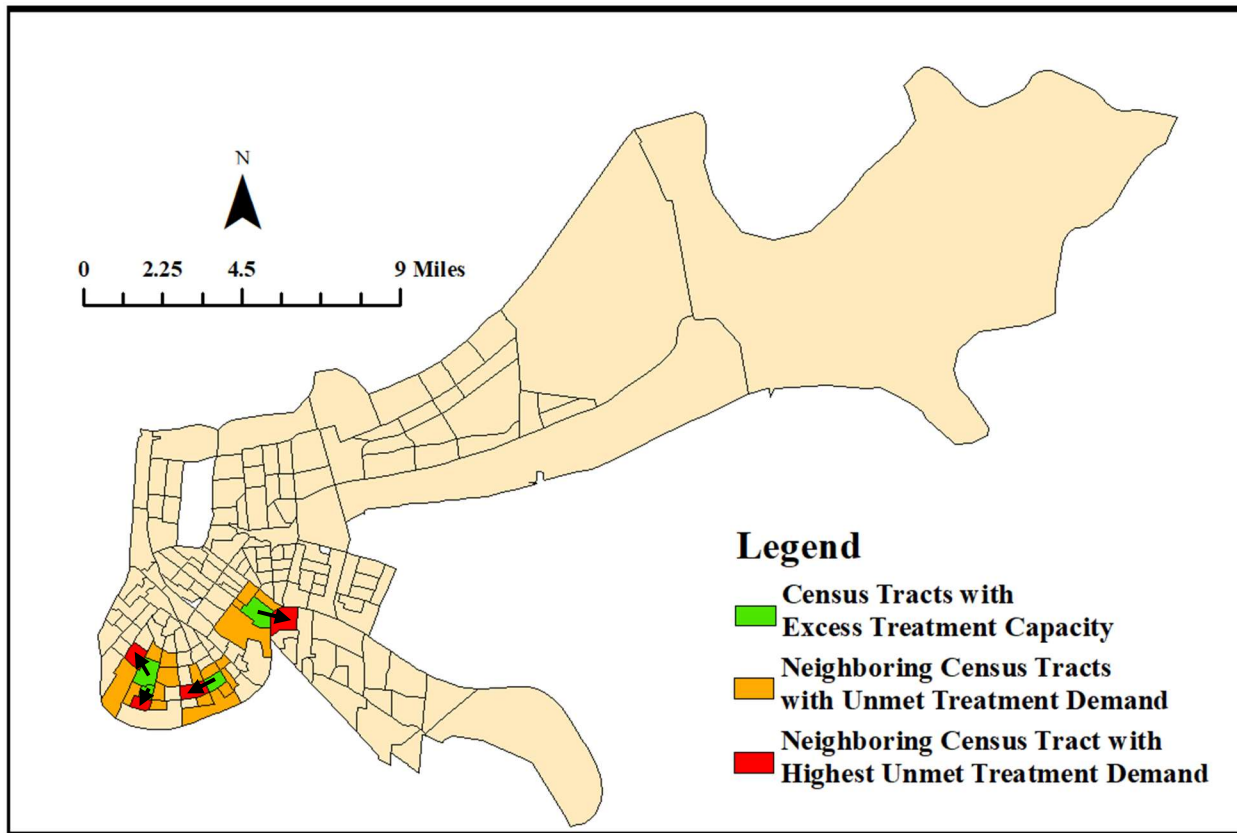 N
0 2.25 4.5 9 Miles
Legend
Census Tracts with
Excess Treatment Capacity
Neighboring Census Tracts
with Unmet Treatment Demand
Neighboring Census Tract with
Highest Unmet Treatment Demand